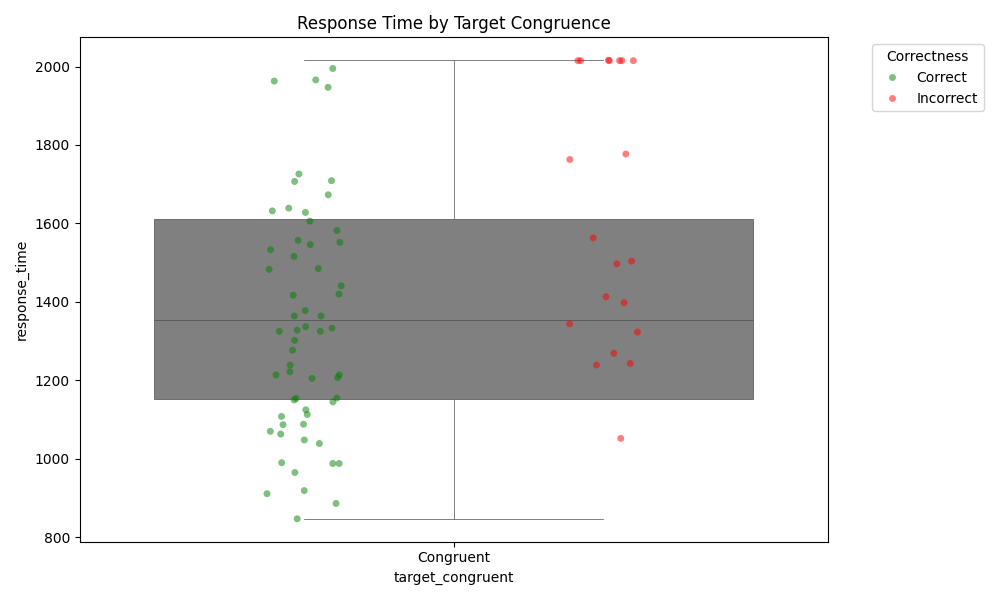 Response Time by Target Congruence
Correctness
Correct
Incorrect
response_time
2000
1800
1600
1400
1200
1000
800
Congruent
target_congruent